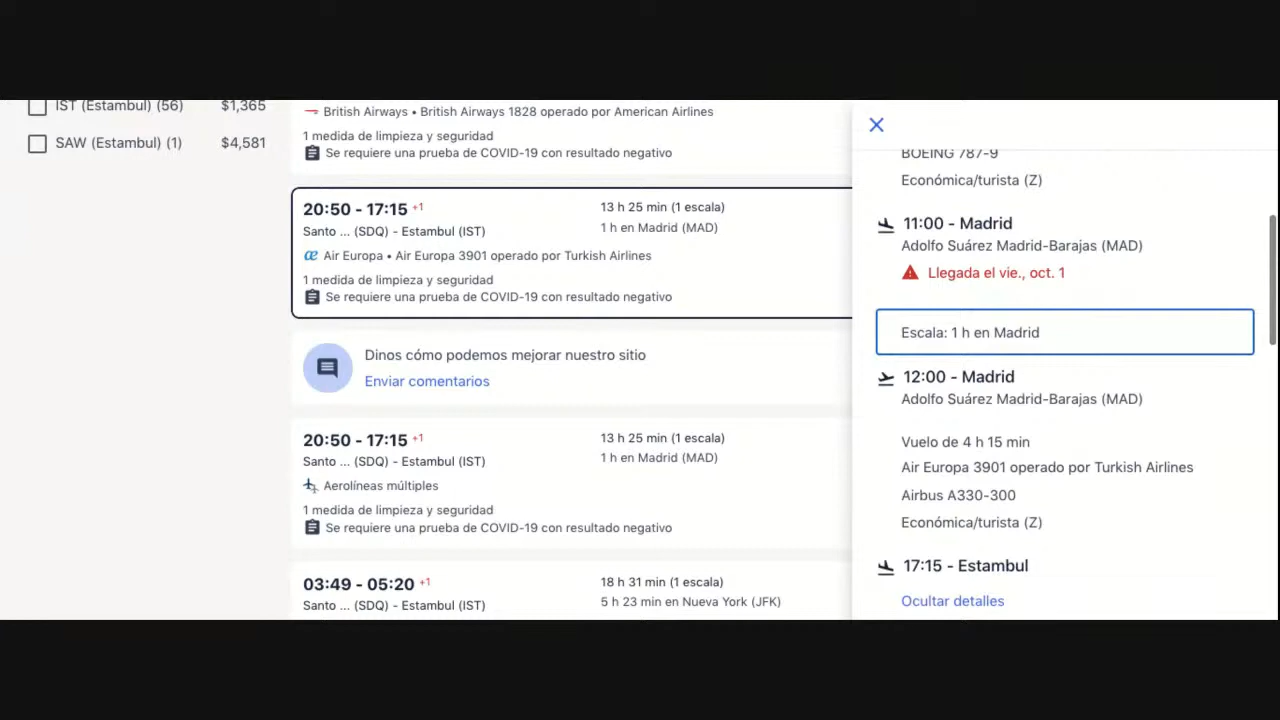 IST (Estambul) (56) $1,365
SAW (Estambul) (1) $4,581
British Airways • British Airways 1828 operado por American Airlines
1 medida de limpieza y seguridad
Se requiere una prueba de COVID-19 con resultado negativo
20:50 - 17:15 +1
13 h 25 min (1 escala)
Santo ... (SDQ) - Estambul (IST)
1 h en Madrid (MAD)
Air Europa • Air Europa 3901 operado por Turkish Airlines
1 medida de limpieza y seguridad
Se requiere una prueba de COVID-19 con resultado negativo
Dinos cómo podemos mejorar nuestro sitio
Enviar comentarios
20:50 - 17:15 +1
13 h 25 min (1 escala)
Santo ... (SDQ) - Estambul (IST)
1 h en Madrid (MAD)
Aerolíneas múltiples
1 medida de limpieza y seguridad
Se requiere una prueba de COVID-19 con resultado negativo
03:49 - 05:20 +1
18 h 31 min (1 escala)
Santo ... (SDQ) - Estambul (IST)
5 h 23 min en Nueva York (JFK)
BOEING 787-9
Económica/turista (Z)
11:00 - Madrid
Adolfo Suárez Madrid-Barajas (MAD)
Llegada el vie., oct. 1
Escala: 1 h en Madrid
12:00 - Madrid
Adolfo Suárez Madrid-Barajas (MAD)
Vuelo de 4 h 15 min
Air Europa 3901 operado por Turkish Airlines
Airbus A330-300
Económica/turista (Z)
17:15 - Estambul
Ocultar detalles